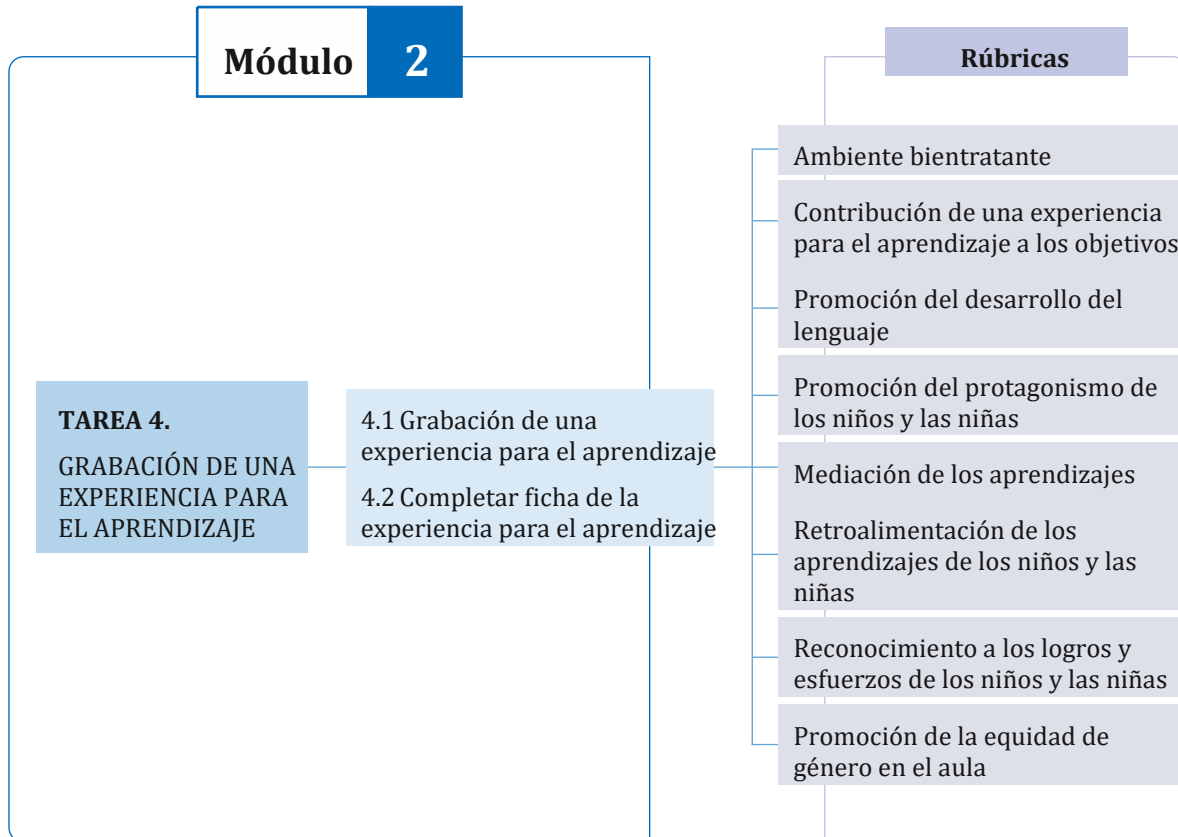 Módulo 2
Rúbricas
TAREA 4.
GRABACIÓN DE UNA
EXPERIENCIA PARA
EL APRENDIZAJE
4.1 Grabación de una
experiencia para el aprendizaje
4.2 Completar ficha de la
experiencia para el aprendizaje
Ambiente bientratante
Contribución de una experiencia
para el aprendizaje a los objetivos
Promoción del desarrollo del
lenguaje
Promoción del protagonismo de
los niños y las niñas
Mediación de los aprendizajes
Retroalimentación de los
aprendizajes de los niños y las
niñas
Reconocimiento a los logros y
esfuerzos de los niños y las niñas
Promoción de la equidad de
género en el aula